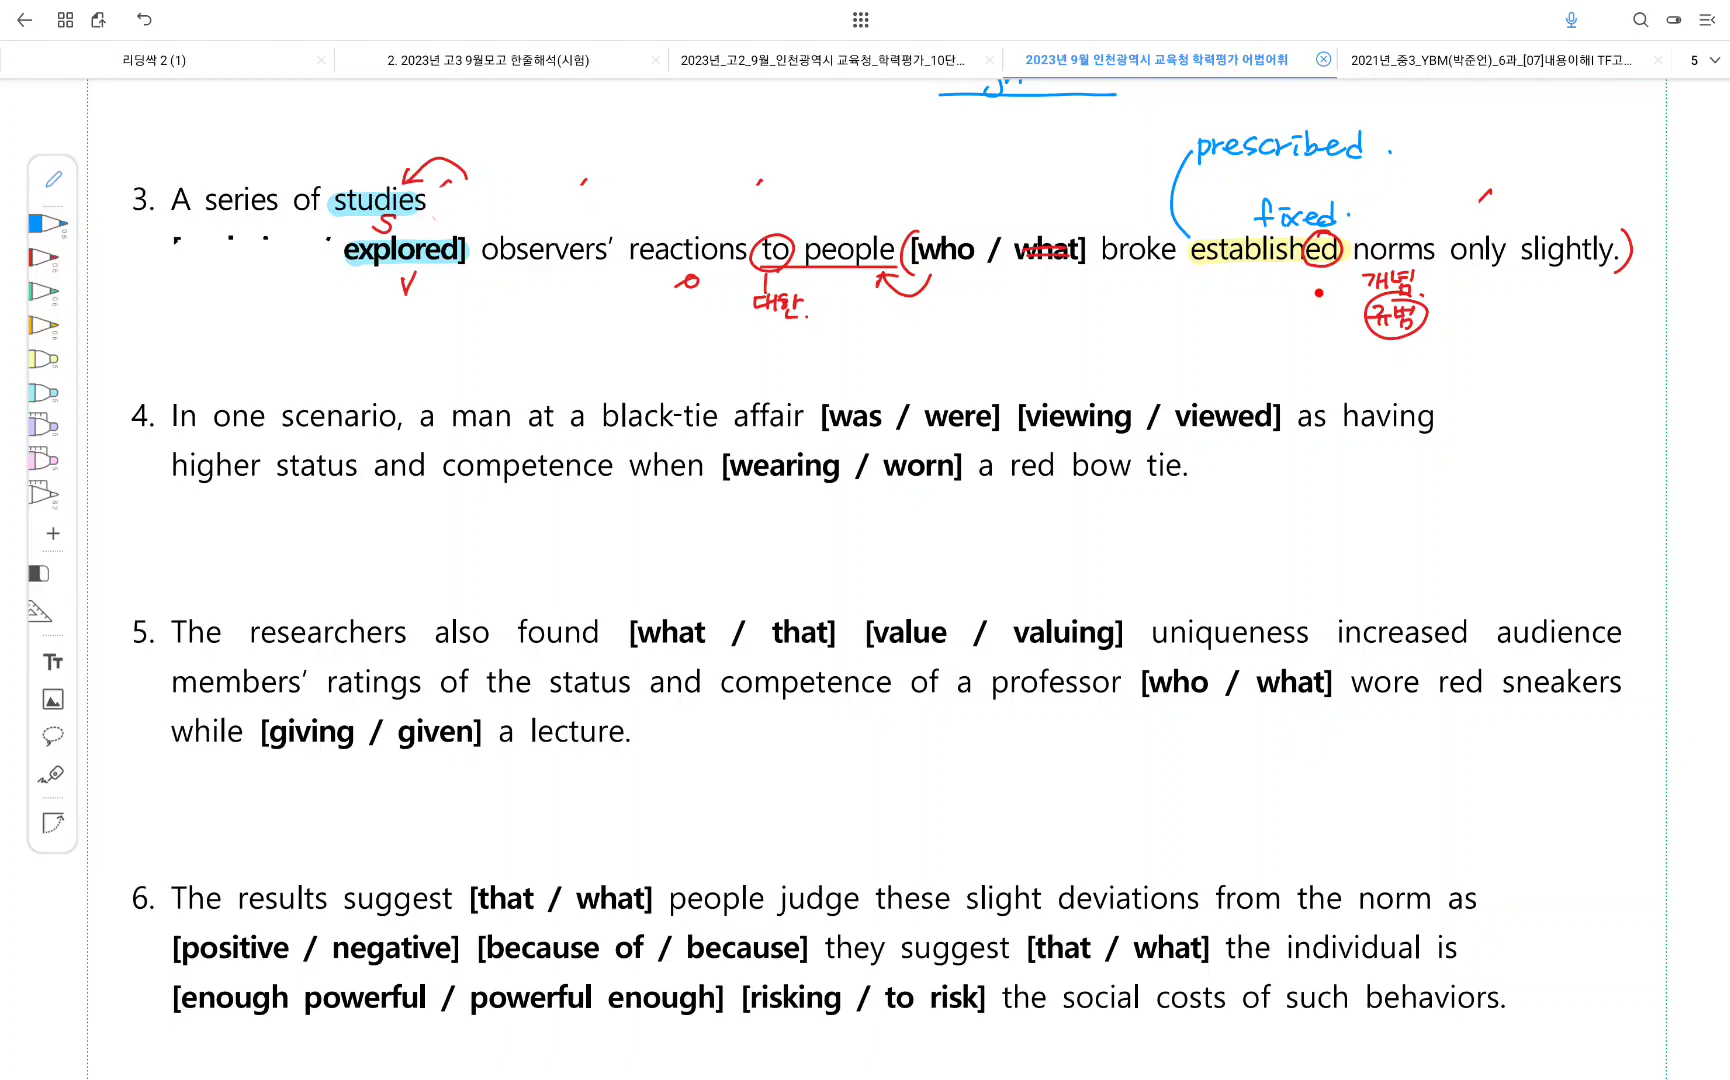 리딩싹 2 (1)
2. 2023년 고3 9월모고 한줄해석(시험)
2023년_고2_9월_인천광역시 교육청_학력평가_10단...
2023년 9월 인천광역시 교육청 학력평가 어법어휘
2021년_중3_YBM(박준언)_6과_[07]내용이해I TF고...
5
prescribed.
3. A series of studies
fixed.
S
explored] observers' reactions to people [who / what] broke established norms only slightly.)
V
o
대한.
개념.
규범
4. In one scenario, a man at a black-tie affair [was / were] [viewing / viewed] as having
higher status and competence when [wearing / worn] a red bow tie.
5. The researchers also found [what / that] [value / valuing] uniqueness increased audience
members' ratings of the status and competence of a professor [who / what] wore red sneakers
while [giving / given] a lecture.
6. The results suggest [that / what] people judge these slight deviations from the norm as
[positive / negative] [because of / because] they suggest [that / what] the individual is
[enough powerful / powerful enough] [risking / to risk] the social costs of such behaviors.
TT